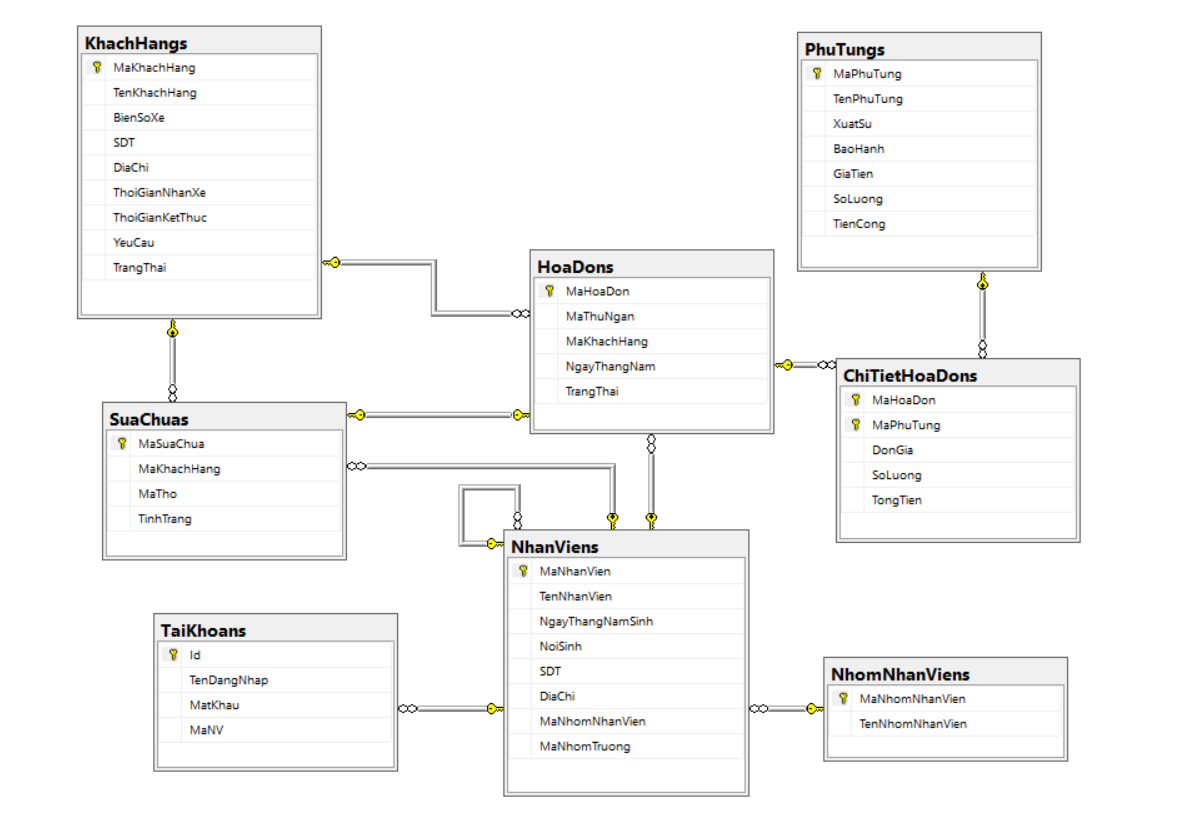 KhachHangs
MaKhachHang
TenKhachHang
BienSoXe
SDT
DiaChi
ThoiGianNhanXe
ThoiGianKetThuc
YeuCau
TrangThai
PhuTungs
MaPhuTung
TenPhuTung
XuatSu
BaoHanh
GiaTien
SoLuong
TienCong
HoaDons
MaHoaDon
MaThuNgan
MaKhachHang
NgayThangNam
TrangThai
ChiTietHoaDons
MaHoaDon
MaPhuTung
DonGia
SoLuong
TongTien
SuaChuas
MaSuaChua
MaKhachHang
MaTho
TinhTrang
NhanViens
MaNhanVien
TenNhanVien
NgayThangNamSinh
NoiSinh
SDT
DiaChi
MaNhomNhanVien
MaNhomTruong
TaiKhoans
Id
TenDangNhap
MatKhau
MaNV
NhomNhanViens
MaNhomNhanVien
TenNhomNhanVien